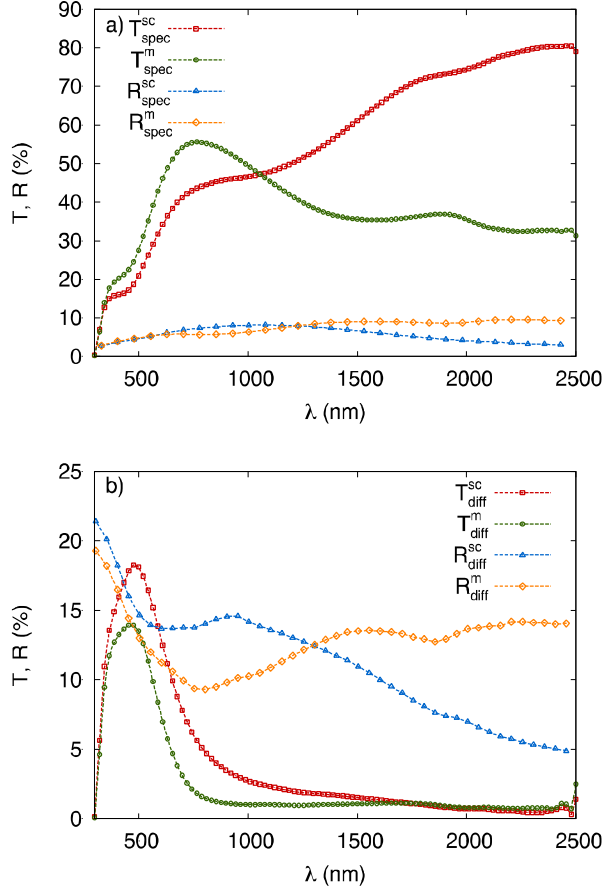 a)
T^sc_spec
T^m_spec
R^sc_spec
R^m_spec
90
80
70
60
50
40
30
20
10
0
T, R (%)
500 1000 1500 2000 2500
λ (nm)
b)
T^sc_diff
T^m_diff
R^sc_diff
R^m_diff
25
20
15
10
5
0
T, R (%)
500 1000 1500 2000 2500
λ (nm)